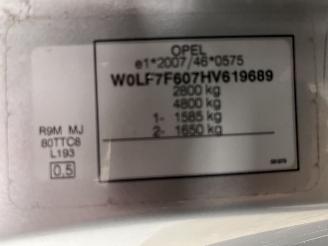 OPEL
e1*2007/46*0575
W0LF7F607HV619689
2800 kg
4800 kg
1- 1585 kg
2- 1650 kg
R9M MJ
80TTC8
L193
0,5